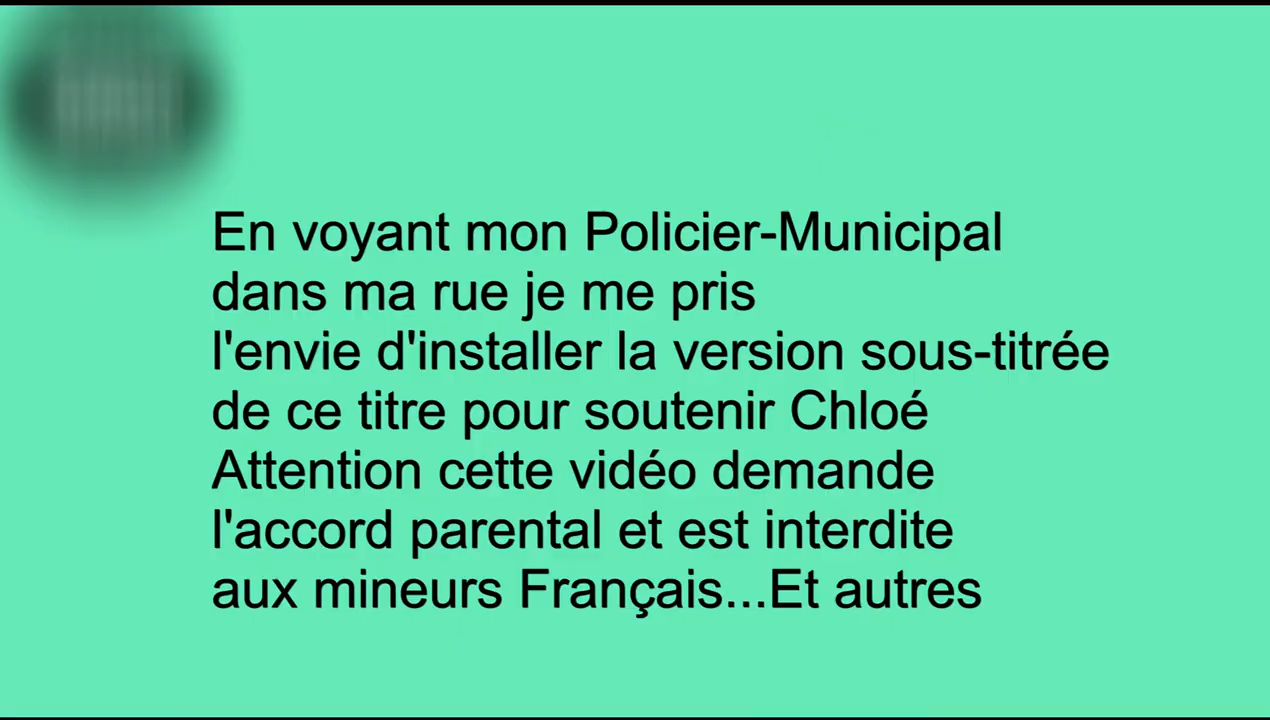 En voyant mon Policier-Municipal
dans ma rue je me pris
l'envie d'installer la version sous-titrée
de ce titre pour soutenir Chloé
Attention cette vidéo demande
l'accord parental et est interdite
aux mineurs Français...Et autres